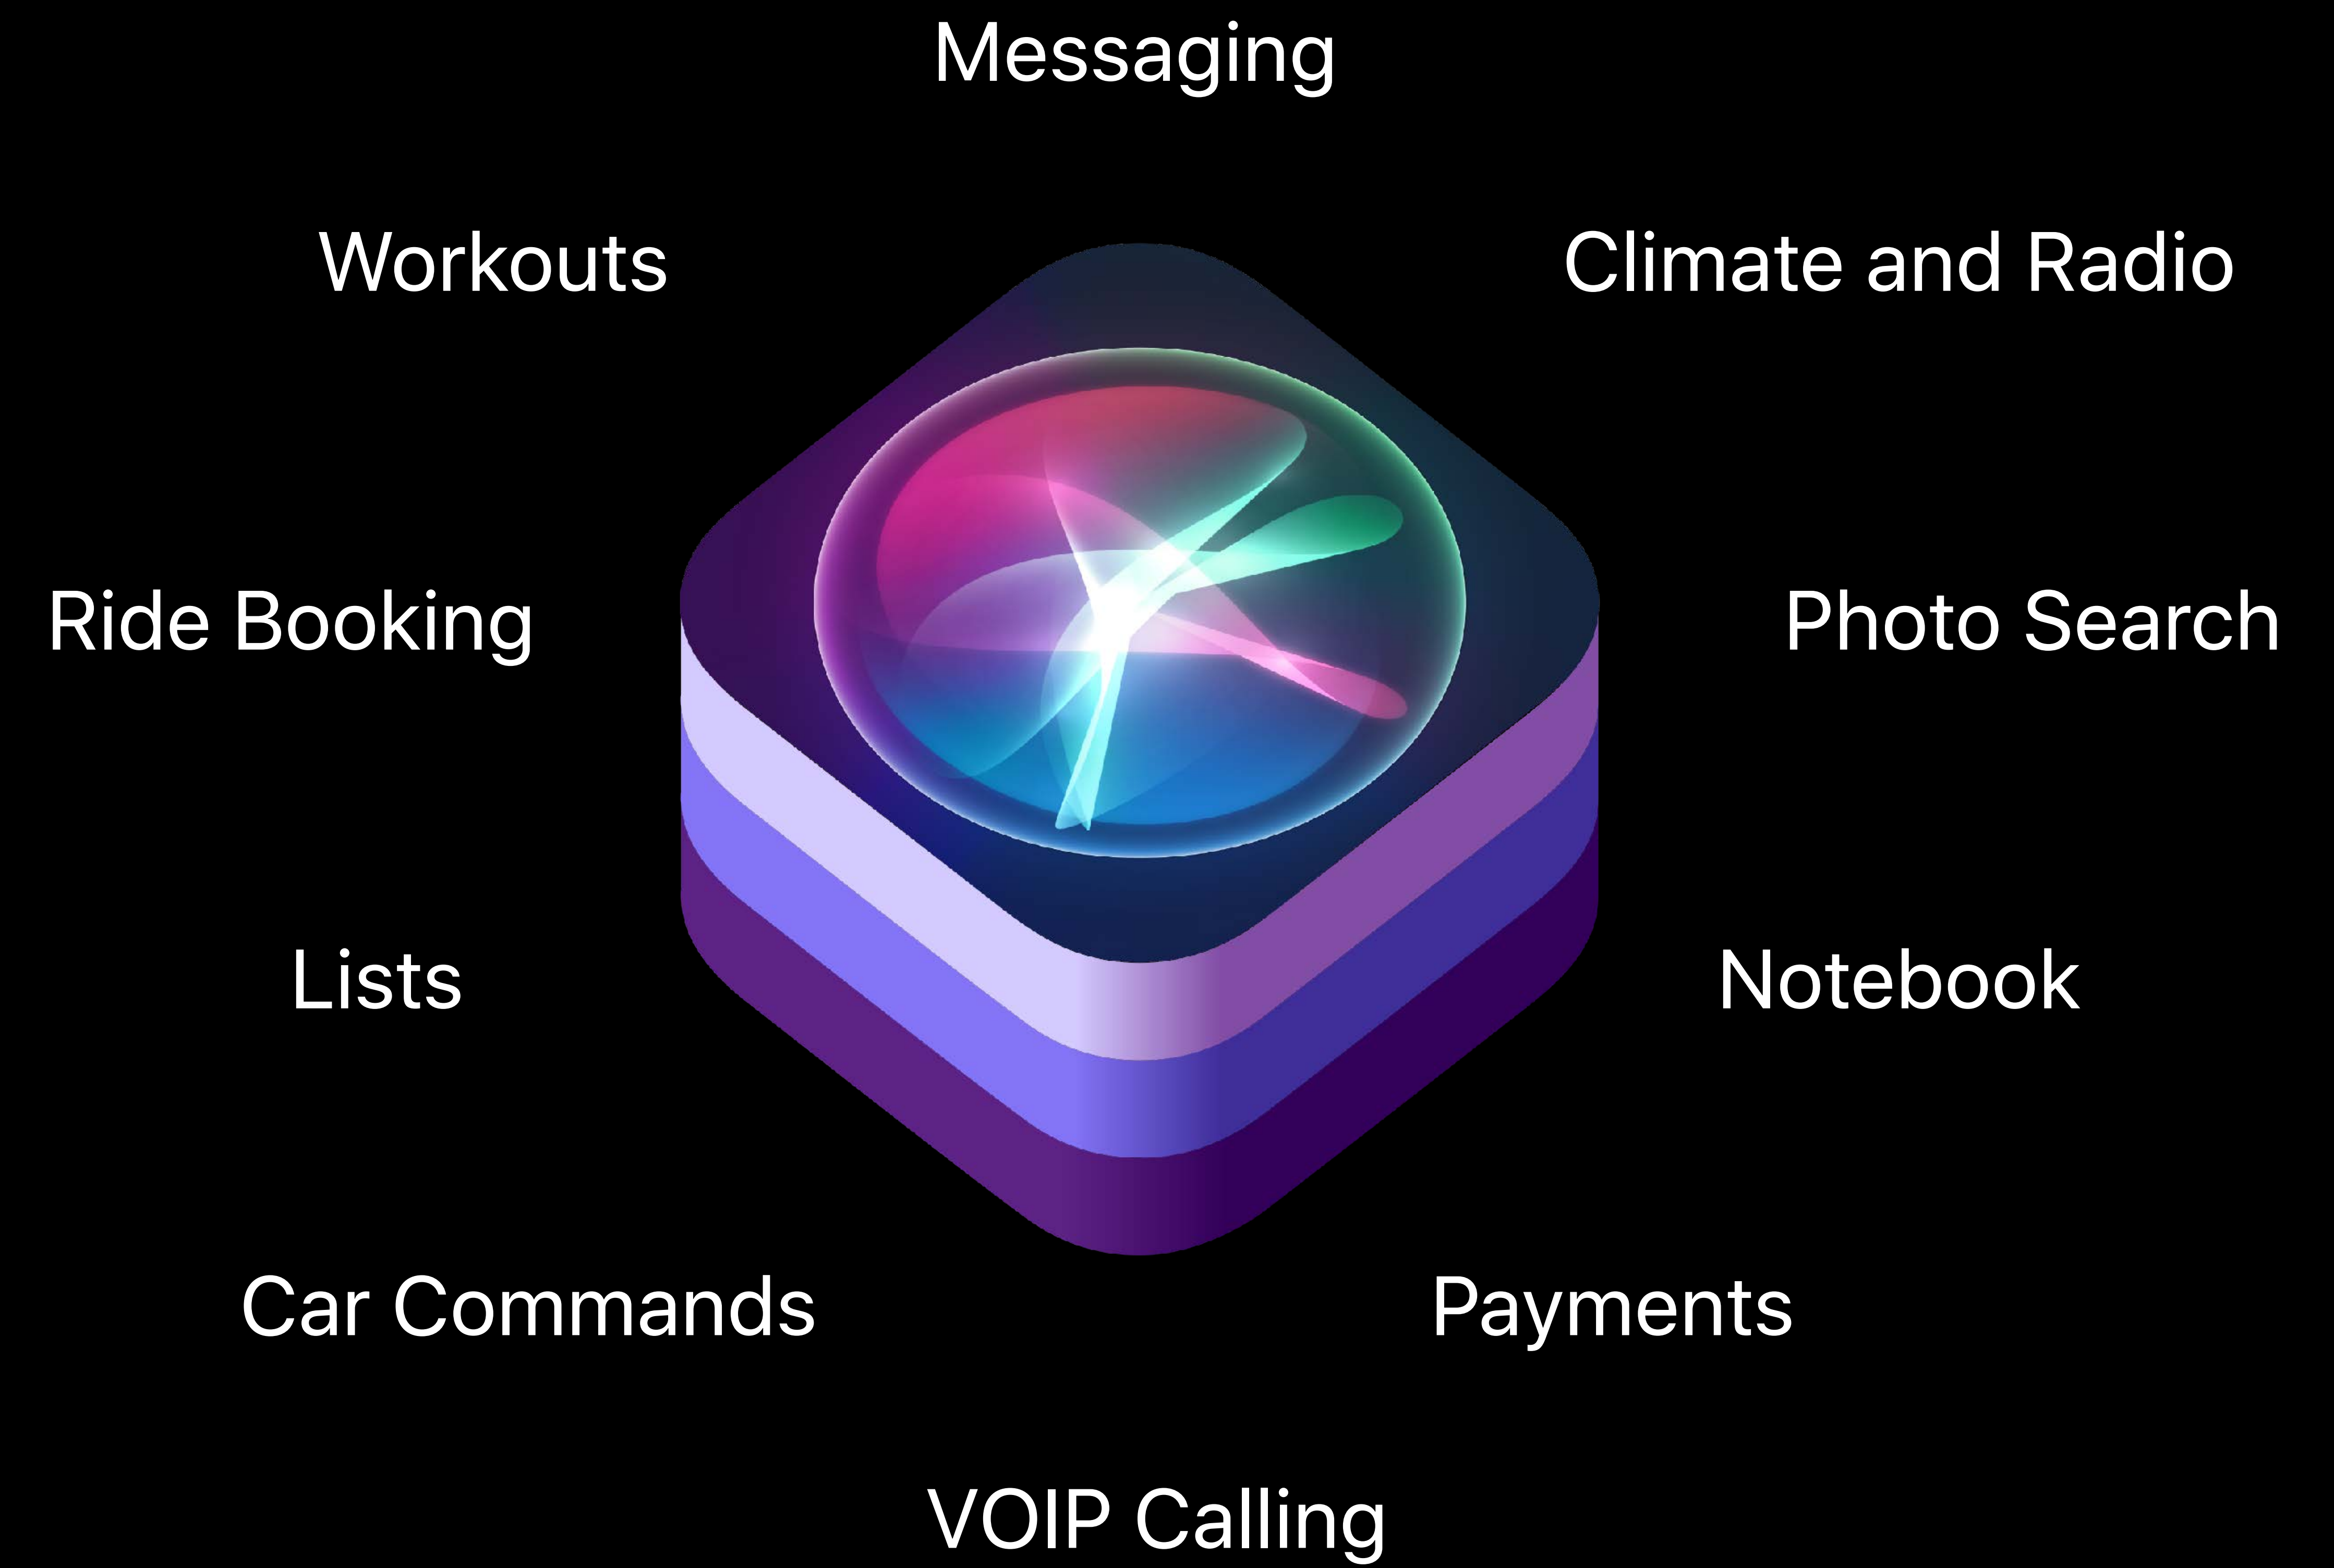 Messaging
Workouts
Climate and Radio
Ride Booking
Photo Search
Lists
Notebook
Car Commands
Payments
VOIP Calling